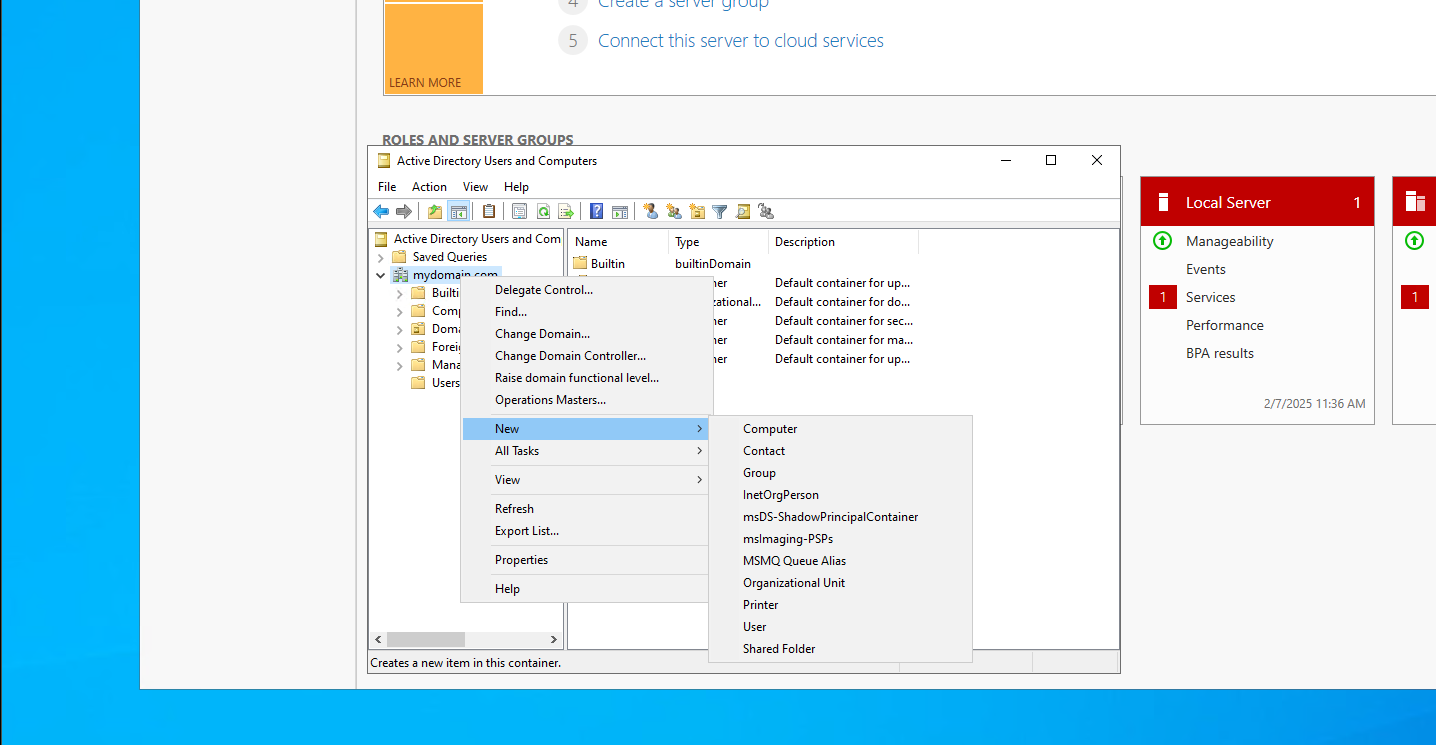 4 Create a server group
5 Connect this server to cloud services
LEARN MORE
ROLES AND SERVER GROUPS
Active Directory Users and Computers
File Action View Help
Active Directory Users and Com
Saved Queries
mydomain.com
Builti
Comp
Doma
Foreig
Mana
Users
Name Type Description
Builtin builtinDomain
ner Default container for up...
zational... Default container for do...
ner Default container for sec...
ner Default container for ma...
ner Default container for up...
Delegate Control...
Find...
Change Domain...
Change Domain Controller...
Raise domain functional level...
Operations Masters...
New
All Tasks
View
Refresh
Export List...
Properties
Help
Computer
Contact
Group
InetOrgPerson
msDS-ShadowPrincipalContainer
msImaging-PSPs
MSMQ Queue Alias
Organizational Unit
Printer
User
Shared Folder
Creates a new item in this container.
Local Server 1
Manageability
Events
1 Services
Performance
BPA results
2/7/2025 11:36 AM
1